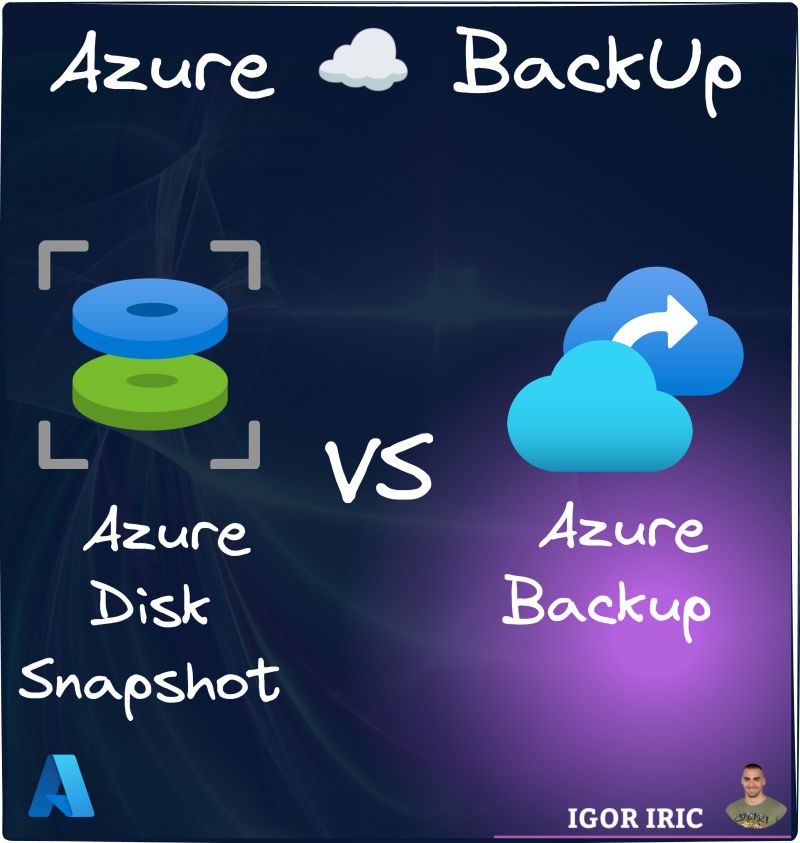 Azure BackUp
VS
Azure
Disk
Snapshot
Azure
Backup
IGOR IRIC